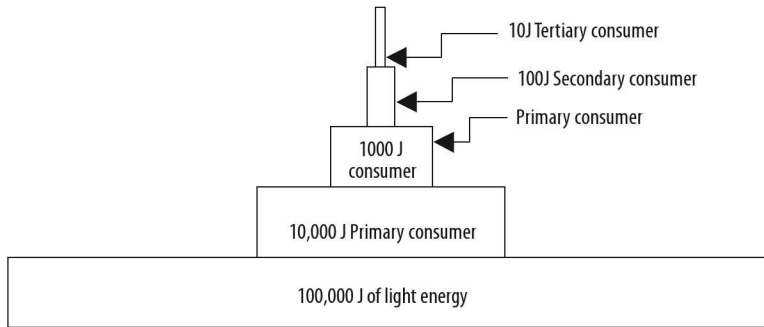 10J Tertiary consumer
100J Secondary consumer
Primary consumer
1000 J
consumer
10,000 J Primary consumer
100,000 J of light energy